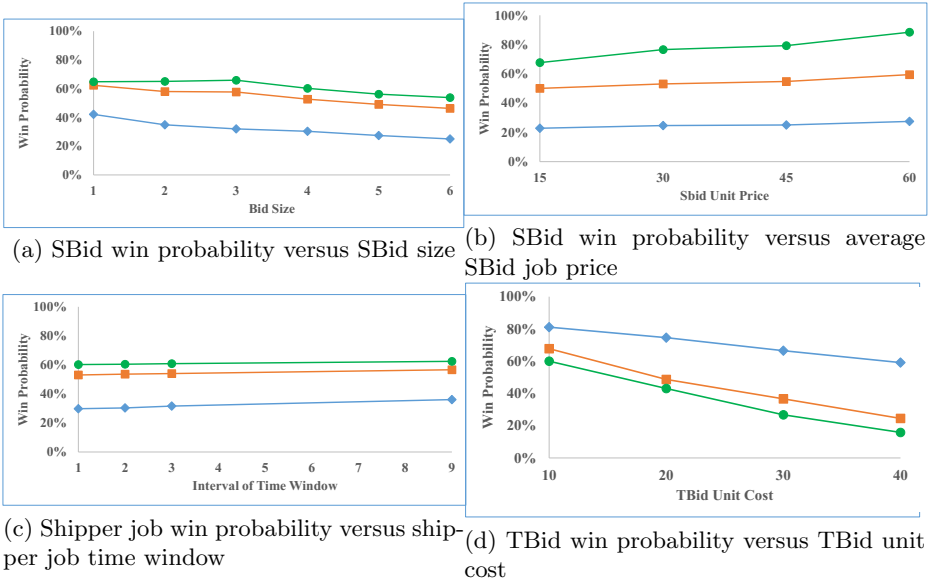 100%
80%
60%
40%
20%
0%
Win Probability
1 2 3 4 5 6
Bid Size
(a) SBid win probability versus SBid size
100%
80%
60%
40%
20%
0%
Win Probability
15 30 45 60
Sbid Unit Price
(b) SBid win probability versus average
SBid job price
100%
80%
60%
40%
20%
0%
Win Probability
1 2 3 4 5 6 7 8 9
Interval of Time Window
(c) Shipper job win probability versus ship-
per job time window
100%
80%
60%
40%
20%
0%
Win Probability
10 20 30 40
TBid Unit Cost
(d) TBid win probability versus TBid unit
cost